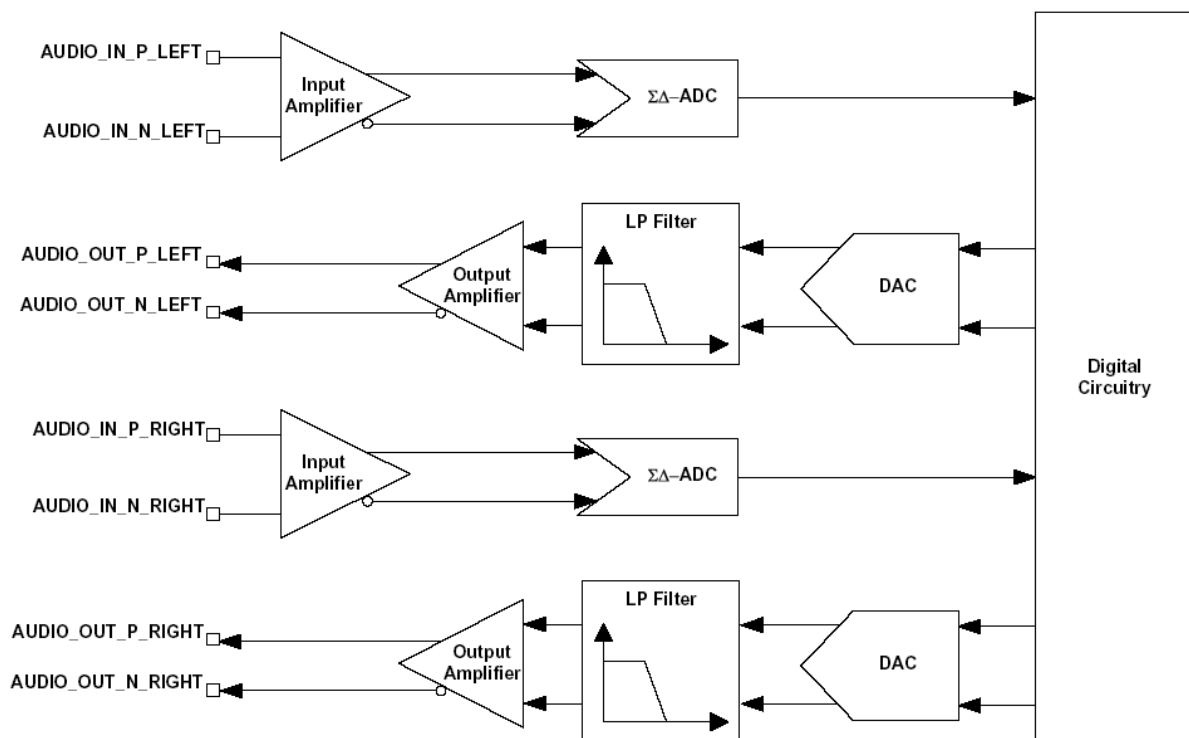 AUDIO_IN_P_LEFT
Input
Amplifier
AUDIO_IN_N_LEFT
ΣΔ–ADC
LP Filter
AUDIO_OUT_P_LEFT
Output
Amplifier
AUDIO_OUT_N_LEFT
DAC
Digital
Circuitry
AUDIO_IN_P_RIGHT
Input
Amplifier
AUDIO_IN_N_RIGHT
ΣΔ–ADC
LP Filter
AUDIO_OUT_P_RIGHT
Output
Amplifier
AUDIO_OUT_N_RIGHT
DAC